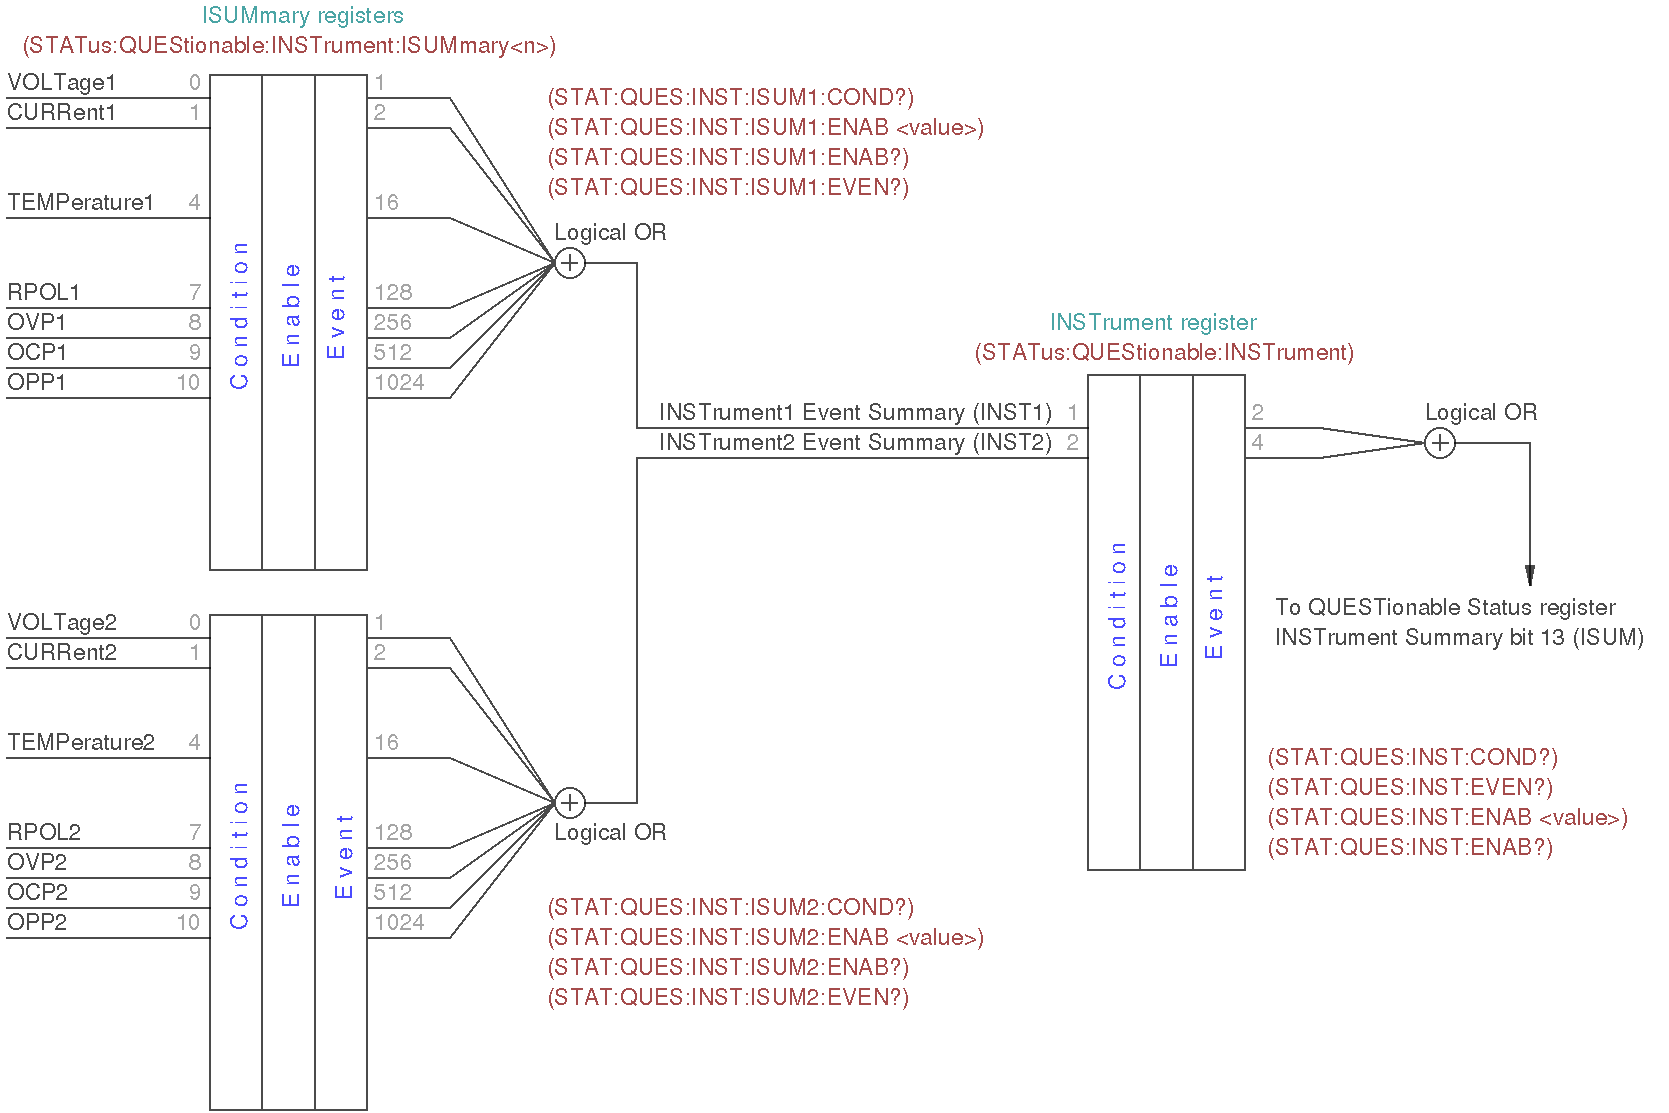 ISUMmary registers
(STATus:QUEStionable:INSTrument:ISUMmary<n>)
VOLTage1 0 1
CURRent1 1 2
TEMPerature1 4 16
RPOL1 7 128
OVP1 8 256
OCP1 9 512
OPP1 10 1024
Condition
Enable
Event
(STAT:QUES:INST:ISUM1:COND?)
(STAT:QUES:INST:ISUM1:ENAB <value>)
(STAT:QUES:INST:ISUM1:ENAB?)
(STAT:QUES:INST:ISUM1:EVEN?)
Logical OR
INSTrument register
(STATus:QUEStionable:INSTrument)
INSTrument1 Event Summary (INST1) 1 2
INSTrument2 Event Summary (INST2) 2 4
Condition
Enable
Event
Logical OR
To QUESTionable Status register
INSTrument Summary bit 13 (ISUM)
(STAT:QUES:INST:COND?)
(STAT:QUES:INST:EVEN?)
(STAT:QUES:INST:ENAB <value>)
(STAT:QUES:INST:ENAB?)
VOLTage2 0 1
CURRent2 1 2
TEMPerature2 4 16
RPOL2 7 128
OVP2 8 256
OCP2 9 512
OPP2 10 1024
Condition
Enable
Event
Logical OR
(STAT:QUES:INST:ISUM2:COND?)
(STAT:QUES:INST:ISUM2:ENAB <value>)
(STAT:QUES:INST:ISUM2:ENAB?)
(STAT:QUES:INST:ISUM2:EVEN?)